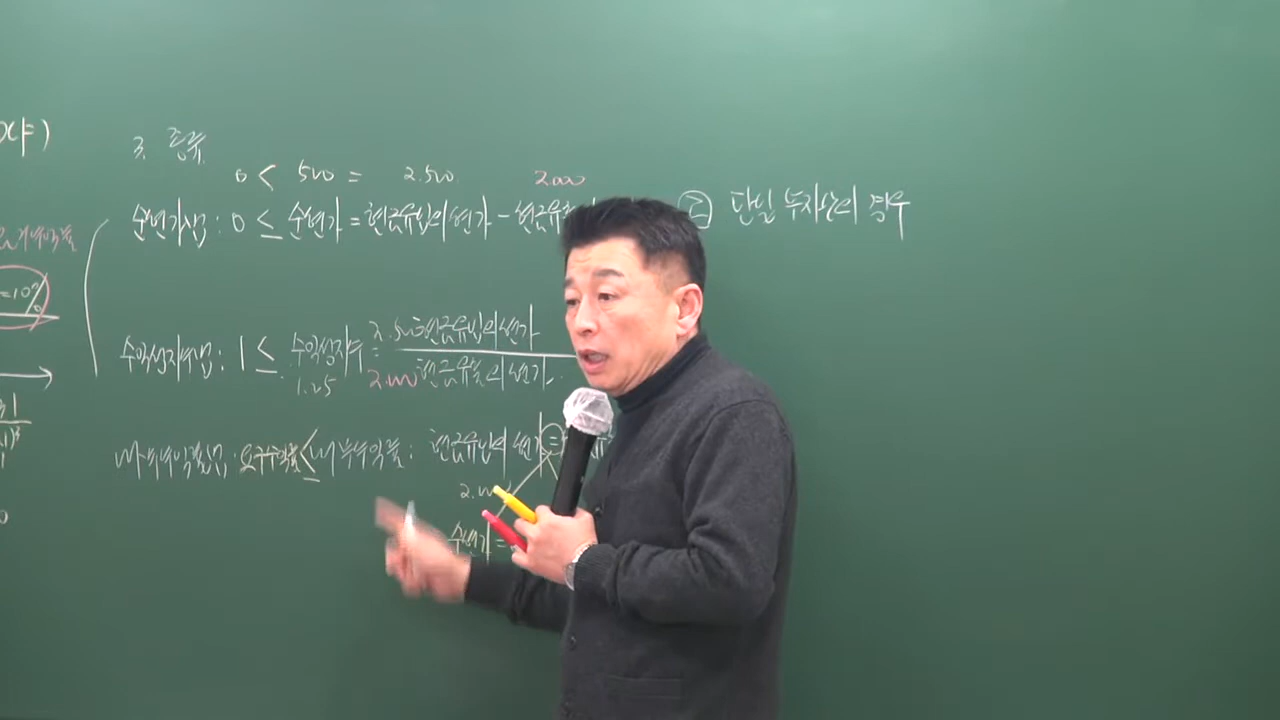 3. 종류
0 < 500 = 2.500 2.000
순현가법 : 0 ≤ 순현가 = 현금유입의 현가 - 현금유
② 단일 투자안의 경우
=10%
수익성지수법 : 1 ≤ 수익성지수 = 2.500 현금유입의 현가
1.25 2.000 현금유출의 현가
내부수익률법 : 요구수익률 ≤ 내부수익률 : 현금유입의 현가 =
순현가 =